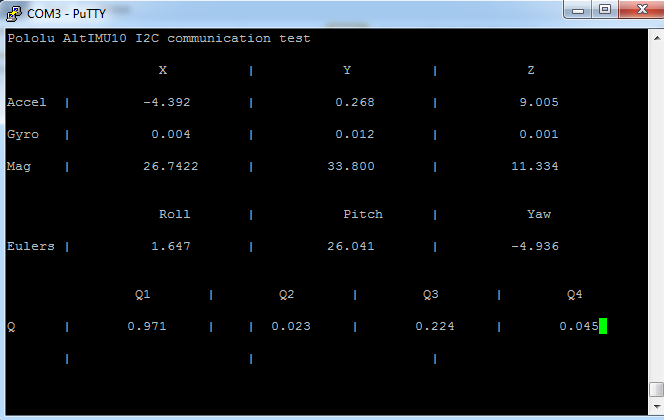 COM3 - PuTTY
Pololu AltIMU10 I2C communication test
X | Y | Z
Accel | -4.392 | 0.268 | 9.005
Gyro | 0.004 | 0.012 | 0.001
Mag | 26.7422 | 33.800 | 11.334
Roll | Pitch | Yaw
Eulers | 1.647 | 26.041 | -4.936
Q1 | Q2 | Q3 | Q4
Q | 0.971 | | 0.023 | 0.224 | 0.045
| | |